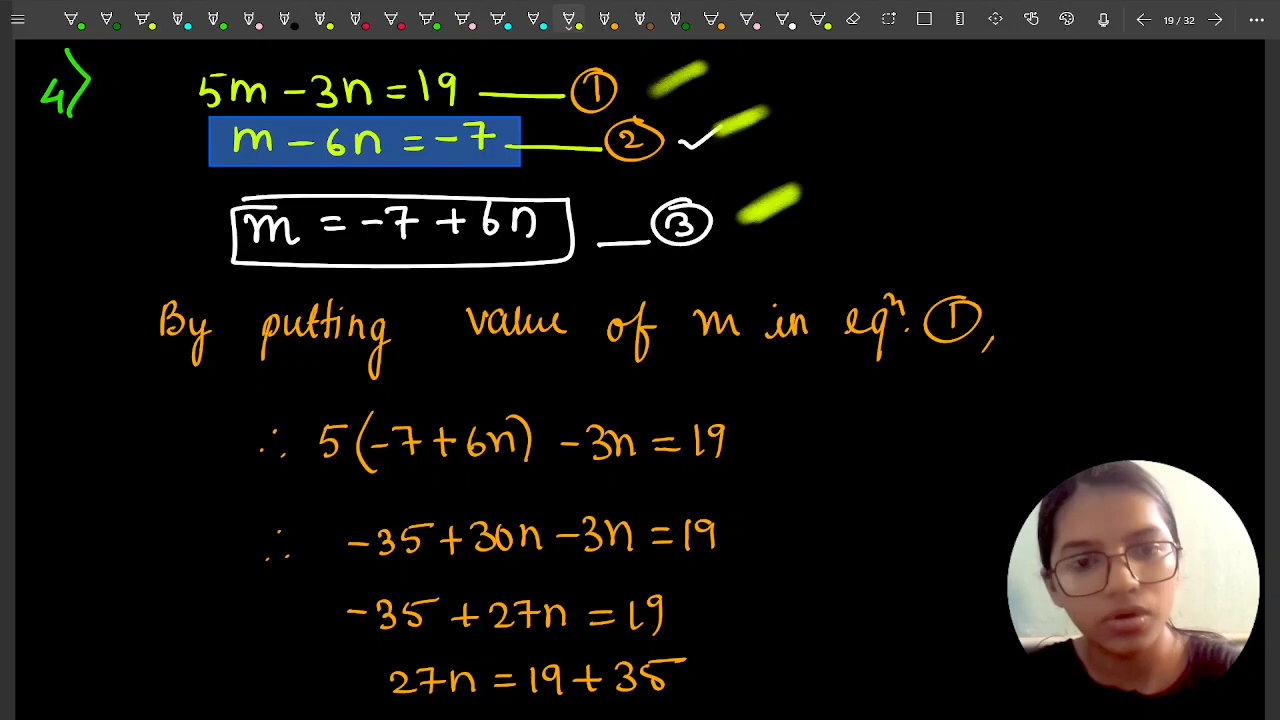 19/32
4)
5m - 3n = 19 —— ①
m - 6n = -7 —— ②
m = -7 + 6n —— ③
By putting value of m in eqⁿ. ①,
∴ 5(-7+6n) - 3n = 19
∴ -35+30n - 3n = 19
-35 + 27n = 19
27n = 19+35